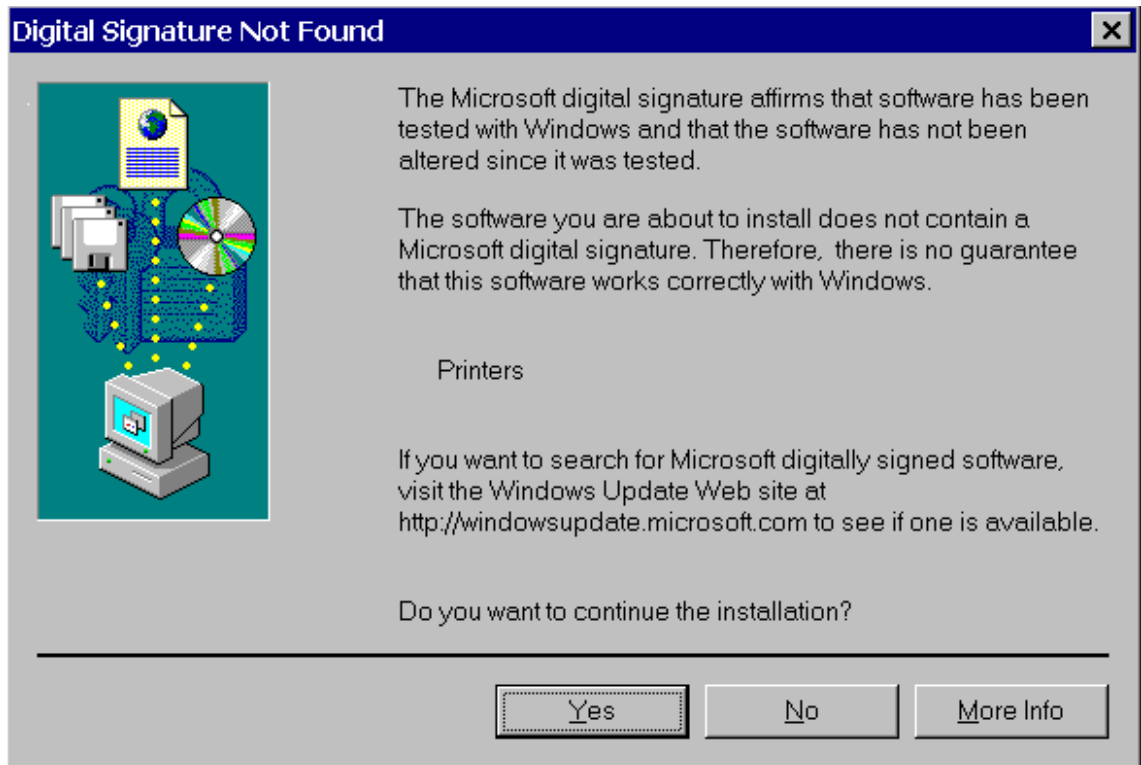 Digital Signature Not Found
The Microsoft digital signature affirms that software has been
tested with Windows and that the software has not been
altered since it was tested.
The software you are about to install does not contain a
Microsoft digital signature. Therefore, there is no guarantee
that this software works correctly with Windows.
Printers
If you want to search for Microsoft digitally signed software,
visit the Windows Update Web site at
http://windowsupdate.microsoft.com to see if one is available.
Do you want to continue the installation?
Yes
No
More Info